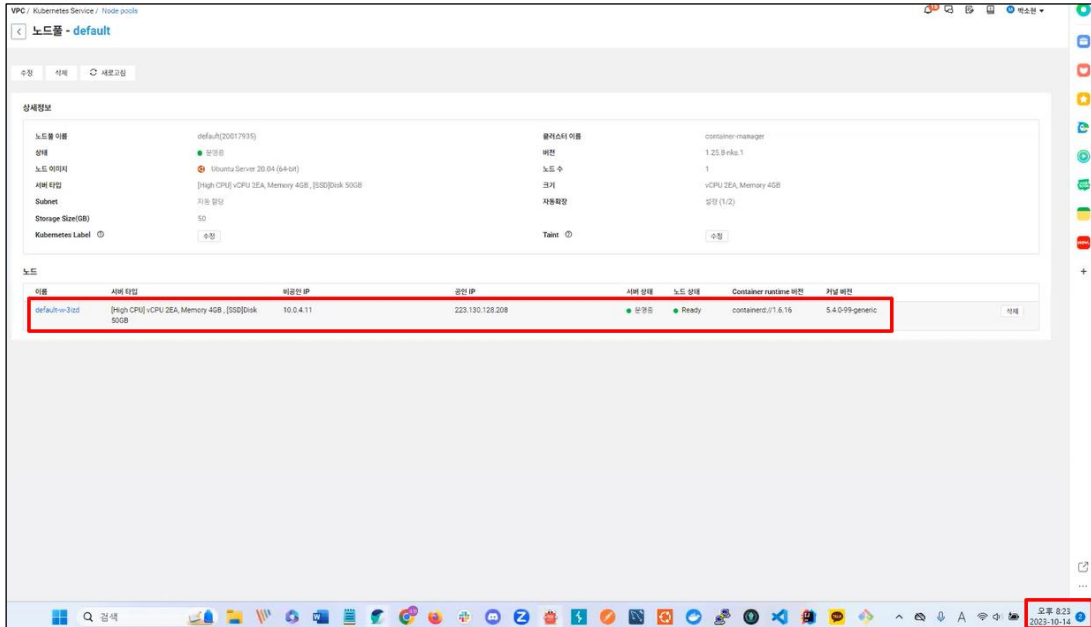 VPC / Kubernetes Service / Node pools
박소현
노드풀 - default
수정 삭제 새로고침
상세정보
노드풀 이름 default(20017935) 클러스터 이름 container-manager
상태 운영중 버전 1.25.8-nks.1
노드 이미지 Ubuntu Server 20.04 (64-bit) 노드 수 1
서버 타입 [High CPU] vCPU 2EA, Memory 4GB , [SSD]Disk 50GB 크기 vCPU 2EA, Memory 4GB
Subnet 자동 할당 자동확장 설정 (1/2)
Storage Size(GB) 50
Kubernetes Label 수정 Taint 수정
노드
이름 서버 타입 비공인 IP 공인 IP 서버 상태 노드 상태 Container runtime 버전 커널 버전
default-w-3izd [High CPU] vCPU 2EA, Memory 4GB , [SSD]Disk 10.0.4.11 223.130.128.208 운영중 Ready containerd://1.6.16 5.4.0-99-generic 삭제
50GB
검색 A 오후 8:23
2023-10-14